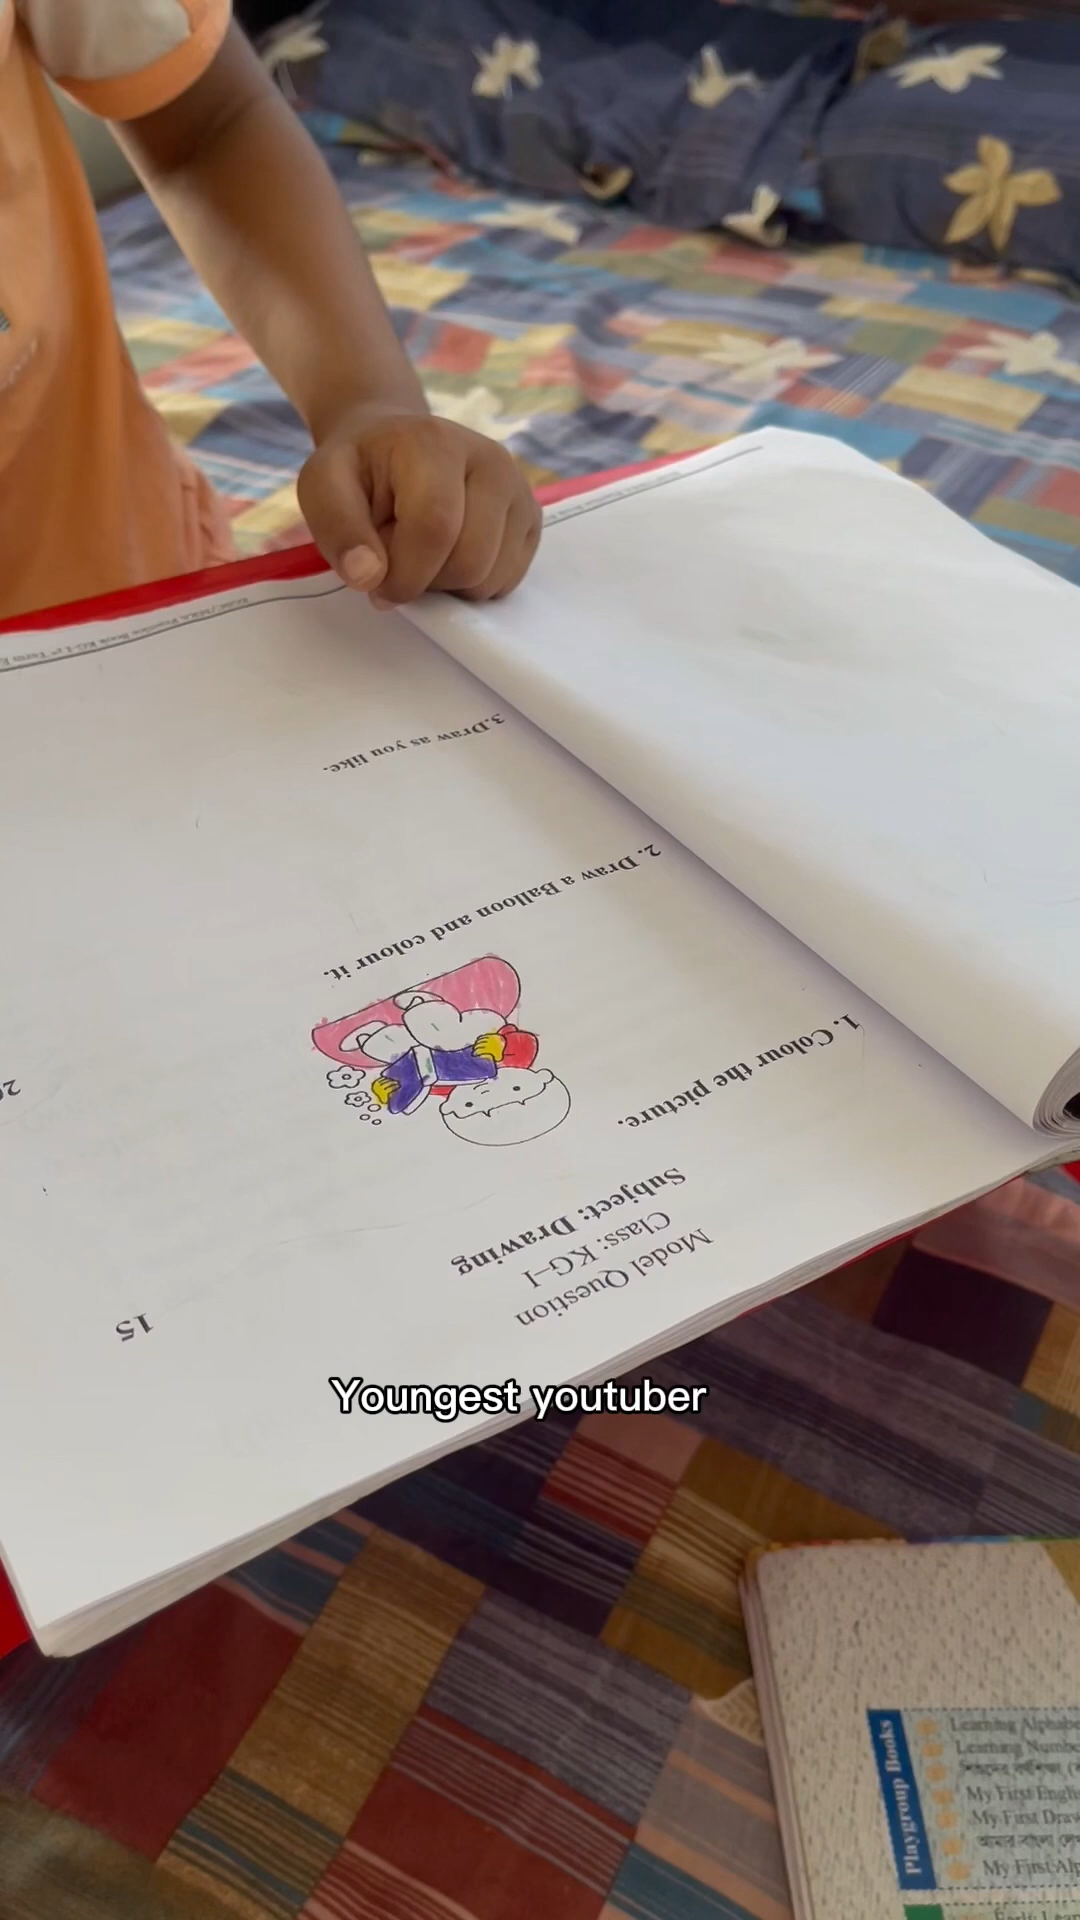 Model Question
Class: KG–I
Subject: Drawing
15
1. Colour the picture.
2. Draw a Balloon and colour it.
3.Draw as you like.
Youngest youtuber
Playgroup Books
Learning
Learning
My First
My First
আমার বাংলা
My First